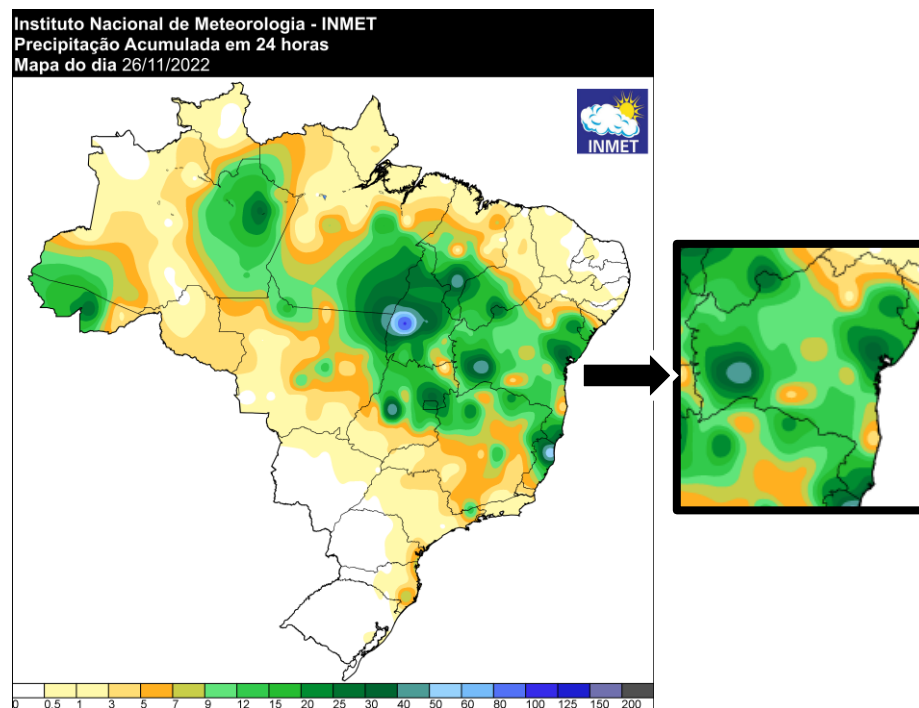 Instituto Nacional de Meteorologia - INMET
Precipitação Acumulada em 24 horas
Mapa do dia 26/11/2022
INMET
0 0.5 1 3 5 7 9 12 15 20 25 30 40 50 60 80 100 125 150 200